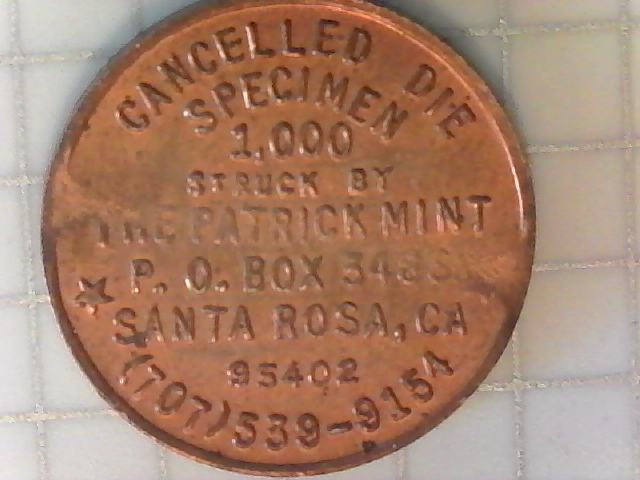 CANCELLED DIE
SPECIMEN
1,000
STRUCK BY
THE PATRICK MINT
P. O. BOX
SANTA ROSA, CA
95402
(707)539-9154